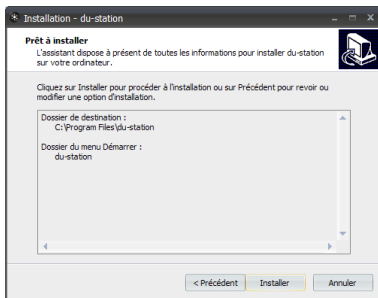 Installation - du-station
Prêt à installer
L'assistant dispose à présent de toutes les informations pour installer du-station
sur votre ordinateur.
Cliquez sur Installer pour procéder à l'installation ou sur Précédent pour revoir ou
modifier une option d'installation.
Dossier de destination :
C:\Program Files\du-station
Dossier du menu Démarrer :
du-station
< Précédent Installer Annuler